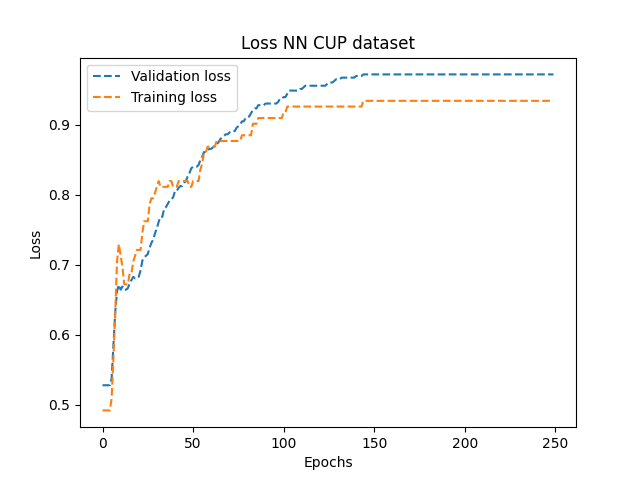 Loss NN CUP dataset
Validation loss
Training loss
0.9
0.8
0.7
0.6
0.5
Loss
0 50 100 150 200 250
Epochs